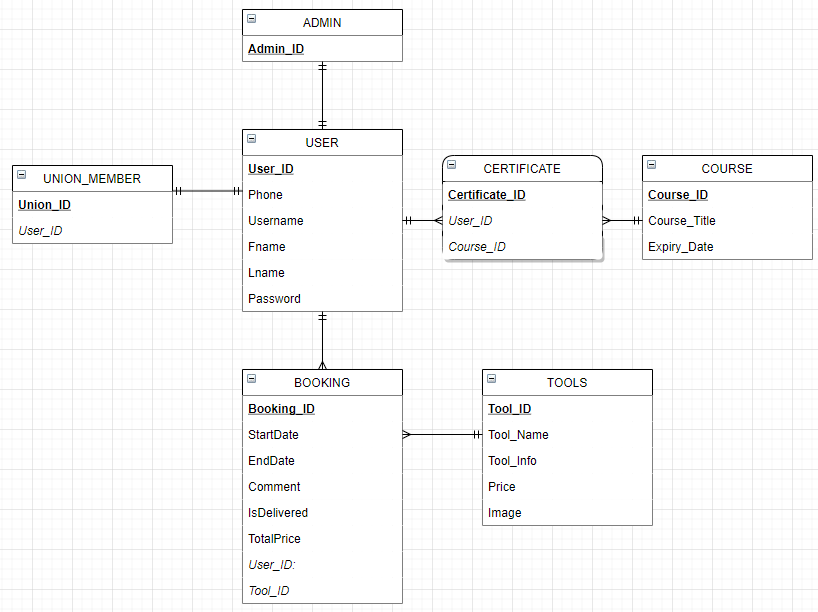 ADMIN
Admin_ID
USER
User_ID
Phone
Username
Fname
Lname
Password
UNION_MEMBER
Union_ID
User_ID
CERTIFICATE
Certificate_ID
User_ID
Course_ID
COURSE
Course_ID
Course_Title
Expiry_Date
BOOKING
Booking_ID
StartDate
EndDate
Comment
IsDelivered
TotalPrice
User_ID:
Tool_ID
TOOLS
Tool_ID
Tool_Name
Tool_Info
Price
Image